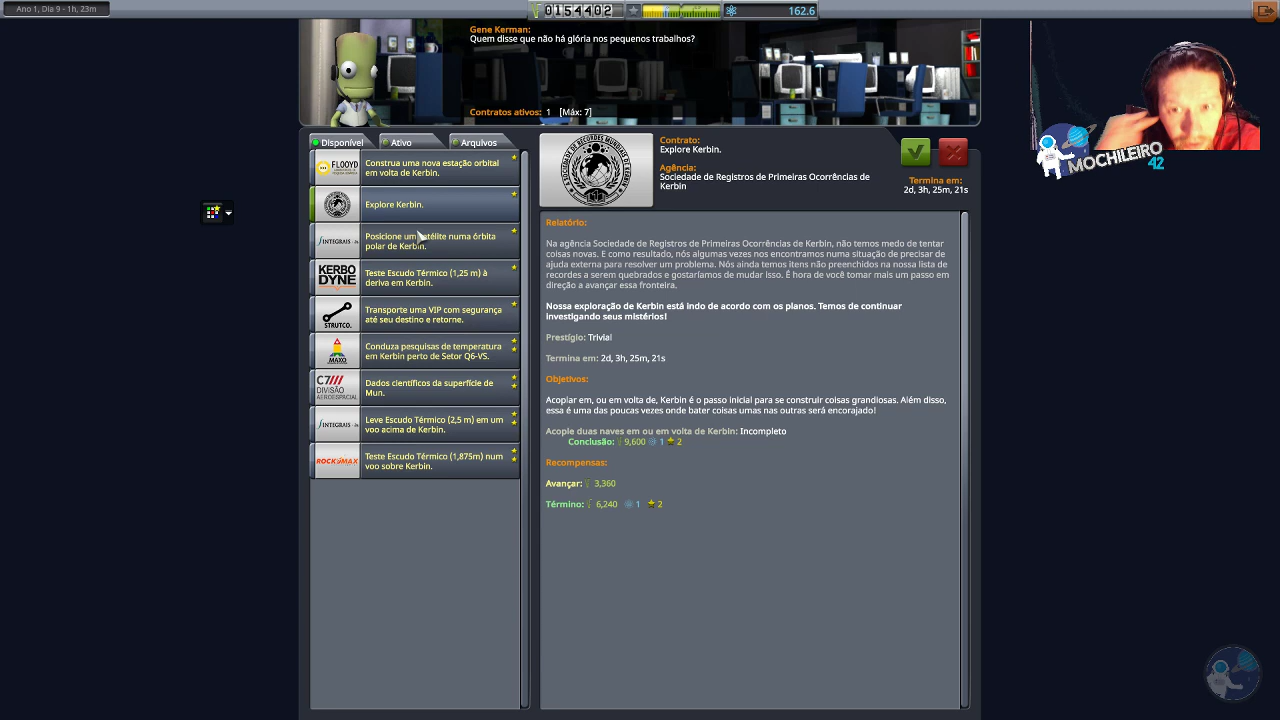 Ano 1, Dia 9 - 1h, 23m
0154402
162.6
Gene Kerman:
Quem disse que não há glória nos pequenos trabalhos?
Contratos ativos: 1 [Máx: 7]
Disponível
Ativo
Arquivos
FLOOYD
Construa uma nova estação orbital
em volta de Kerbin.
Explore Kerbin.
INTEGRAIS
Posicione um satélite numa órbita
polar de Kerbin.
KERBO
DYNE
Teste Escudo Térmico (1,25 m) à
deriva em Kerbin.
STRUTCO.
Transporte uma VIP com segurança
até seu destino e retorne.
MAXO
Conduza pesquisas de temperatura
em Kerbin perto de Setor Q6-VS.
C7
DIVISÃO
AEROESPACIAL
Dados científicos da superfície de
Mun.
INTEGRAIS
Leve Escudo Térmico (2,5 m) em um
voo acima de Kerbin.
ROCKOMAX
Teste Escudo Térmico (1,875m) num
voo sobre Kerbin.
Contrato:
Explore Kerbin.
Agência:
Sociedade de Registros de Primeiras Ocorrências de
Kerbin
Termina em:
2d, 3h, 25m, 21s
MOCHILEIRO
42
Relatório:
Na agência Sociedade de Registros de Primeiras Ocorrências de Kerbin, não temos medo de tentar
coisas novas. E como resultado, nós algumas vezes nos encontramos numa situação de precisar de
ajuda externa para resolver um problema. Nós ainda temos itens não preenchidos na nossa lista de
recordes a serem quebrados e gostaríamos de mudar isso. É hora de você tomar mais um passo em
direção a avançar essa fronteira.
Nossa exploração de Kerbin está indo de acordo com os planos. Temos de continuar
investigando seus mistérios!
Prestígio: Trivial
Termina em: 2d, 3h, 25m, 21s
Objetivos:
Acoplar em, ou em volta de, Kerbin é o passo inicial para se construir coisas grandiosas. Além disso,
essa é uma das poucas vezes onde bater coisas umas nas outras será encorajado!
Acople duas naves em ou em volta de Kerbin: Incompleto
Conclusão: 9,600 1 2
Recompensas:
Avançar: 3,360
Término: 6,240 1 2